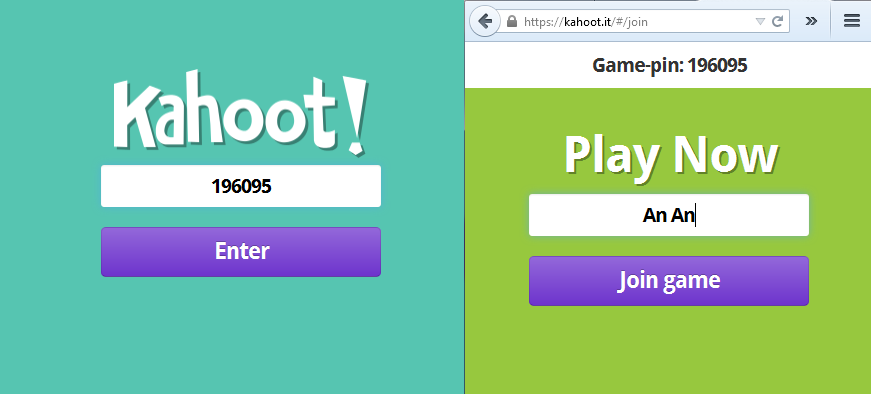 Kahoot!
196095
Enter
https://kahoot.it/#/join
Game-pin: 196095
Play Now
An An
Join game